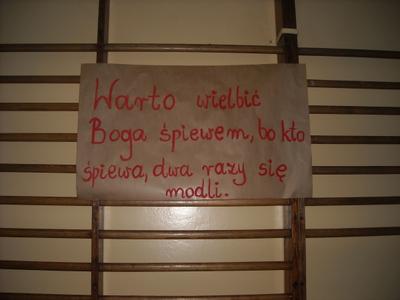 Warto wielbić
Boga śpiewem, bo kto
śpiewa, dwa razy się
modli.